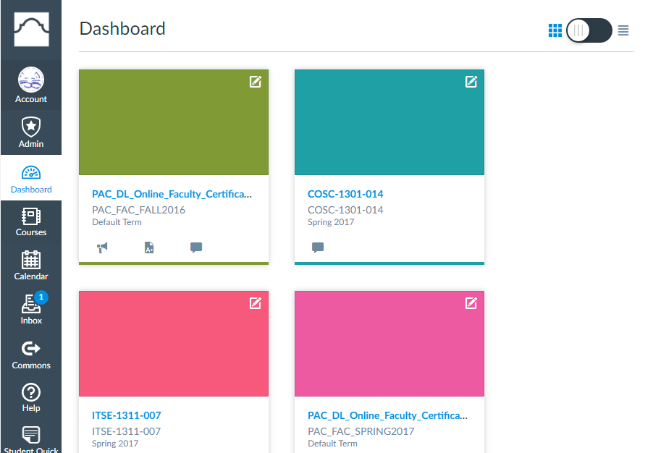 Dashboard
Account
Admin
Dashboard
Courses
Calendar
1
Inbox
Commons
Help
Student Quick
PAC_DL_Online_Faculty_Certifica...
PAC_FAC_FALL2016
Default Term
COSC-1301-014
COSC-1301-014
Spring 2017
ITSE-1311-007
ITSE-1311-007
Spring 2017
PAC_DL_Online_Faculty_Certifica...
PAC_FAC_SPRING2017
Default Term